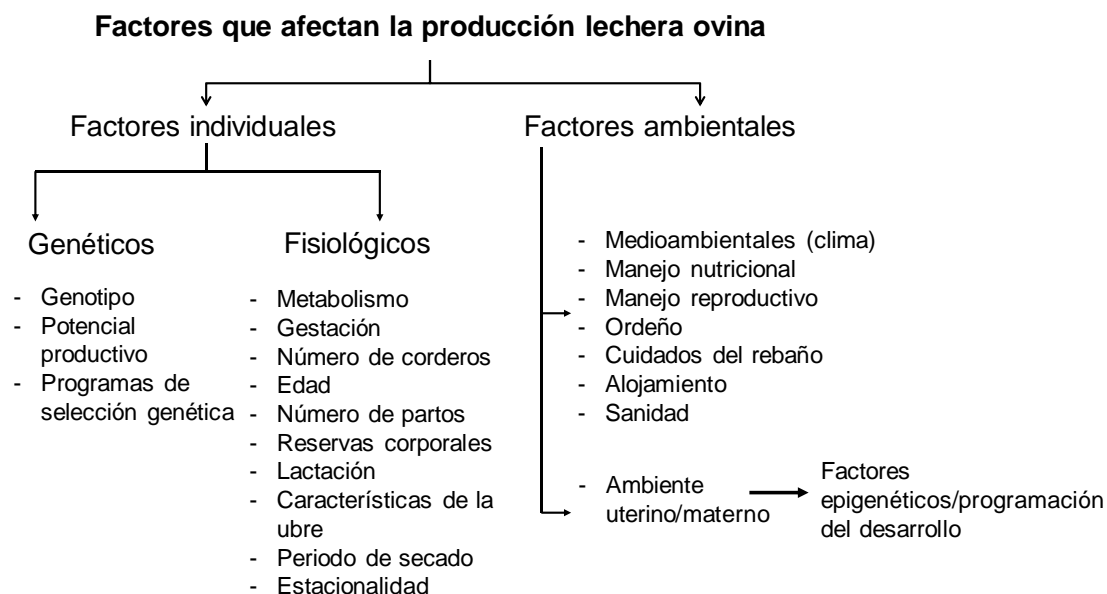 Factores que afectan la producción lechera ovina
Factores individuales
Factores ambientales
Genéticos
- Genotipo
- Potencial
productivo
- Programas de
selección genética
Fisiológicos
- Metabolismo
- Gestación
- Número de corderos
- Edad
- Número de partos
- Reservas corporales
- Lactación
- Características de la
ubre
- Periodo de secado
- Estacionalidad
- Medioambientales (clima)
- Manejo nutricional
- Manejo reproductivo
- Ordeño
- Cuidados del rebaño
- Alojamiento
- Sanidad
- Ambiente
uterino/materno
Factores
epigenéticos/programación
del desarrollo